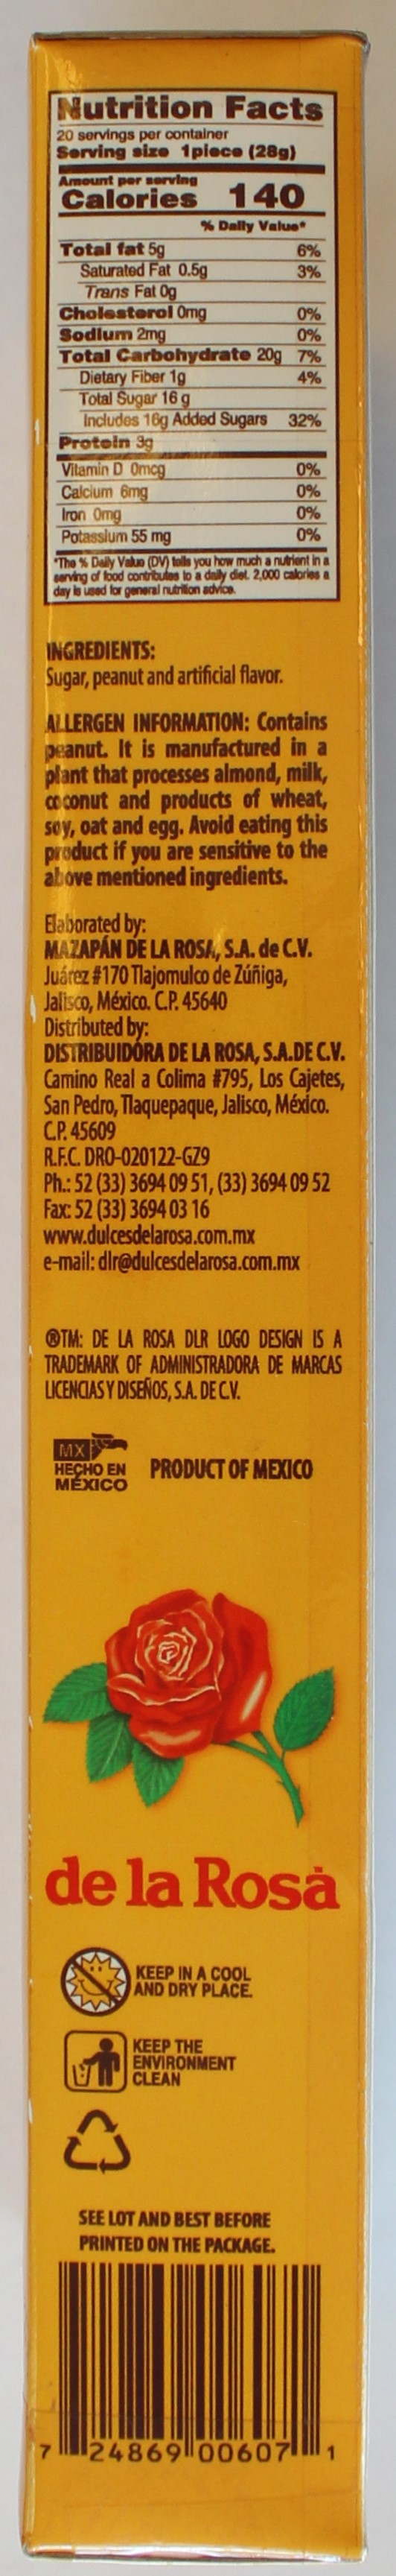 Nutrition Facts
20 servings per container
Serving size 1piece (28g)
Amount per serving
Calories 140
% Daily Value*
Total fat 5g 6%
Saturated Fat 0.5g 3%
Trans Fat 0g
Cholesterol 0mg 0%
Sodium 2mg 0%
Total Carbohydrate 20g 7%
Dietary Fiber 1g 4%
Total Sugar 16 g
Includes 16g Added Sugars 32%
Protein 3g
Vitamin D 0mcg 0%
Calcium 6mg 0%
Iron 0mg 0%
Potassium 55 mg 0%
*The % Daily Value (DV) tells you how much a nutrient in a
serving of food contributes to a daily diet. 2,000 calories a
day is used for general nutrition advice.
INGREDIENTS:
Sugar, peanut and artificial flavor.
ALLERGEN INFORMATION: Contains
peanut. It is manufactured in a
plant that processes almond, milk,
coconut and products of wheat,
soy, oat and egg. Avoid eating this
product if you are sensitive to the
above mentioned ingredients.
Elaborated by:
MAZAPÁN DE LA ROSA, S.A. de C.V.
Juárez #170 Tlajomulco de Zúñiga,
Jalisco, México. C.P. 45640
Distributed by:
DISTRIBUIDORA DE LA ROSA, S.A.DE C.V.
Camino Real a Colima #795, Los Cajetes,
San Pedro, Tlaquepaque, Jalisco, México.
C.P. 45609
R.F.C. DRO-020122-GZ9
Ph.: 52 (33) 3694 09 51, (33) 3694 09 52
Fax: 52 (33) 3694 03 16
www.dulcesdelarosa.com.mx
e-mail: dlr@dulcesdelarosa.com.mx
®TM: DE LA ROSA DLR LOGO DESIGN IS A
TRADEMARK OF ADMINISTRADORA DE MARCAS
LICENCIAS Y DISEÑOS, S.A. DE C.V.
MX
HECHO EN
MÉXICO
PRODUCT OF MEXICO
de la Rosa
KEEP IN A COOL
AND DRY PLACE.
KEEP THE
ENVIRONMENT
CLEAN
SEE LOT AND BEST BEFORE
PRINTED ON THE PACKAGE.
7 24869 00607 1